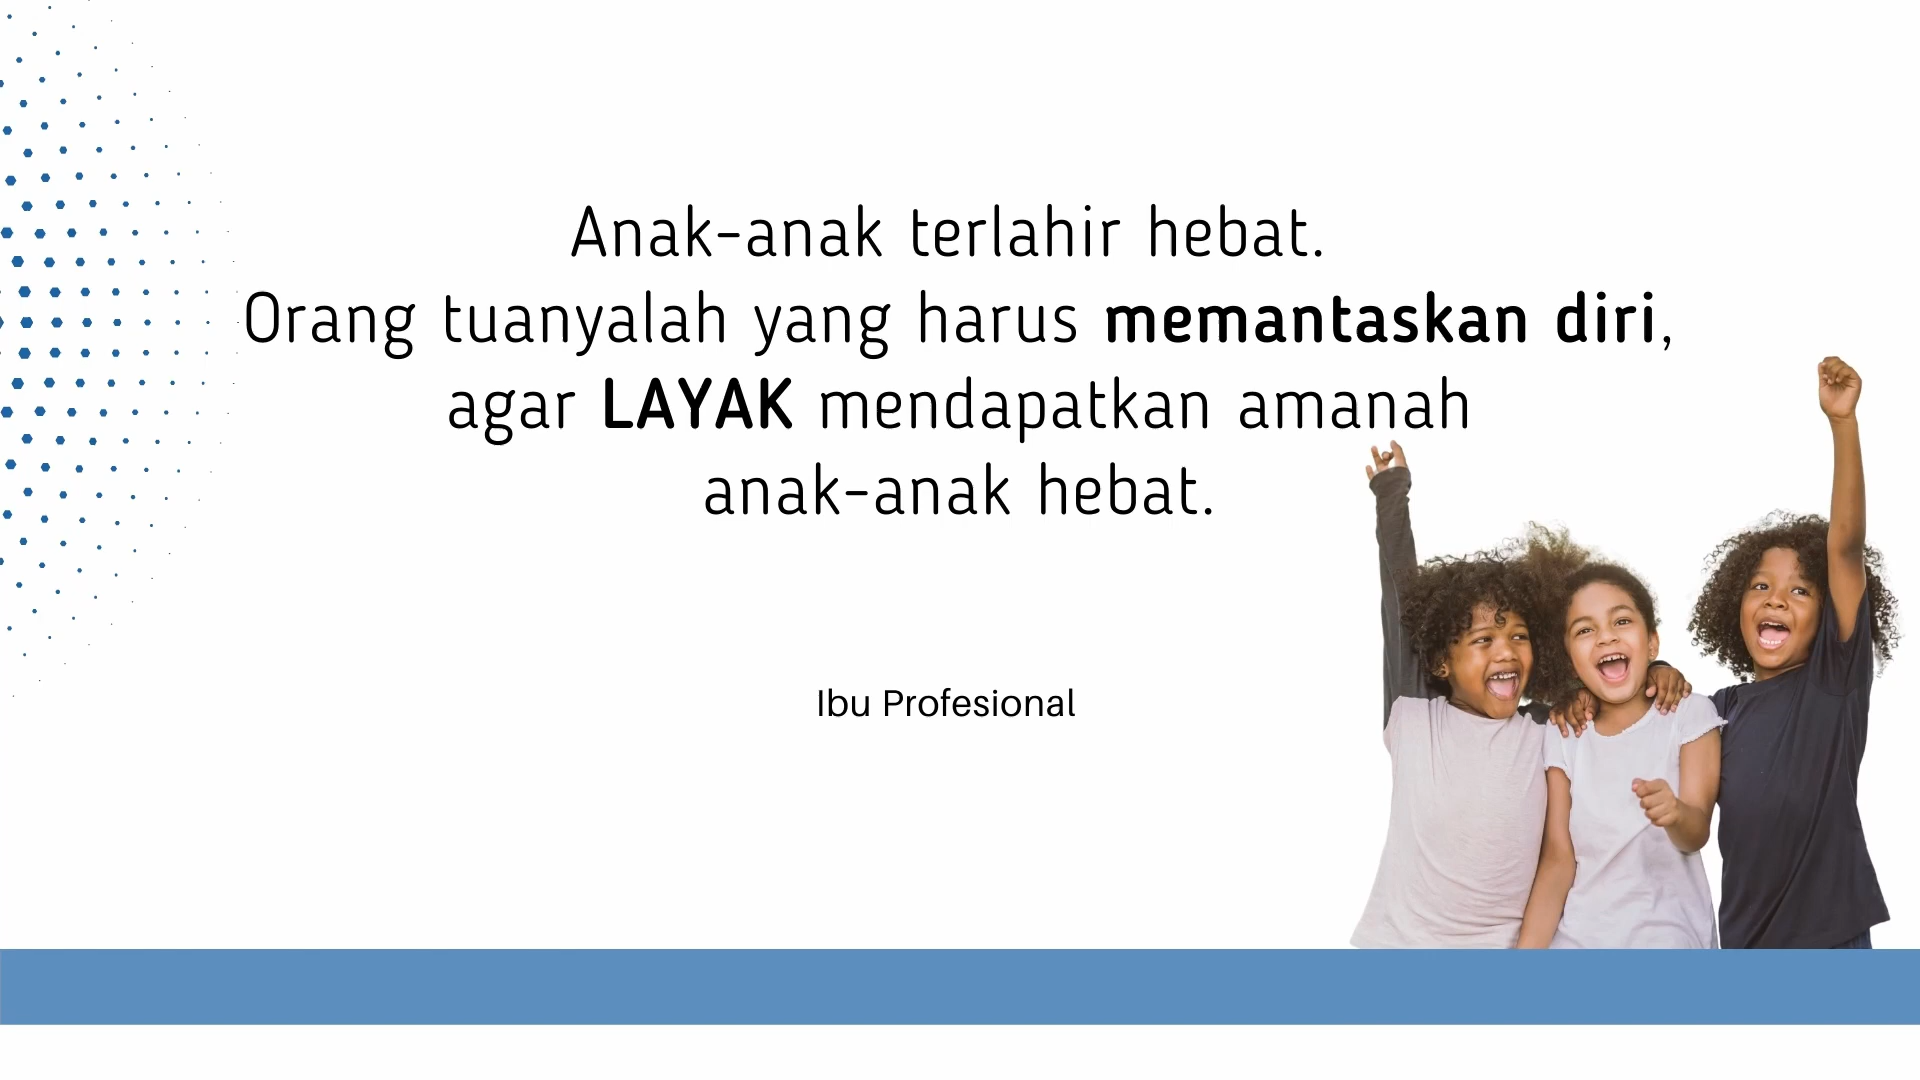 Anak-anak terlahir hebat.
Orang tuanyalah yang harus memantaskan diri,
agar LAYAK mendapatkan amanah
anak-anak hebat.
Ibu Profesional